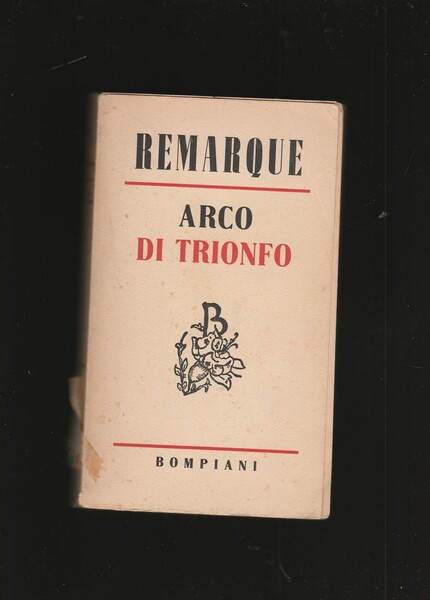 REMARQUE
ARCO
DI TRIONFO
B
BOMPIANI